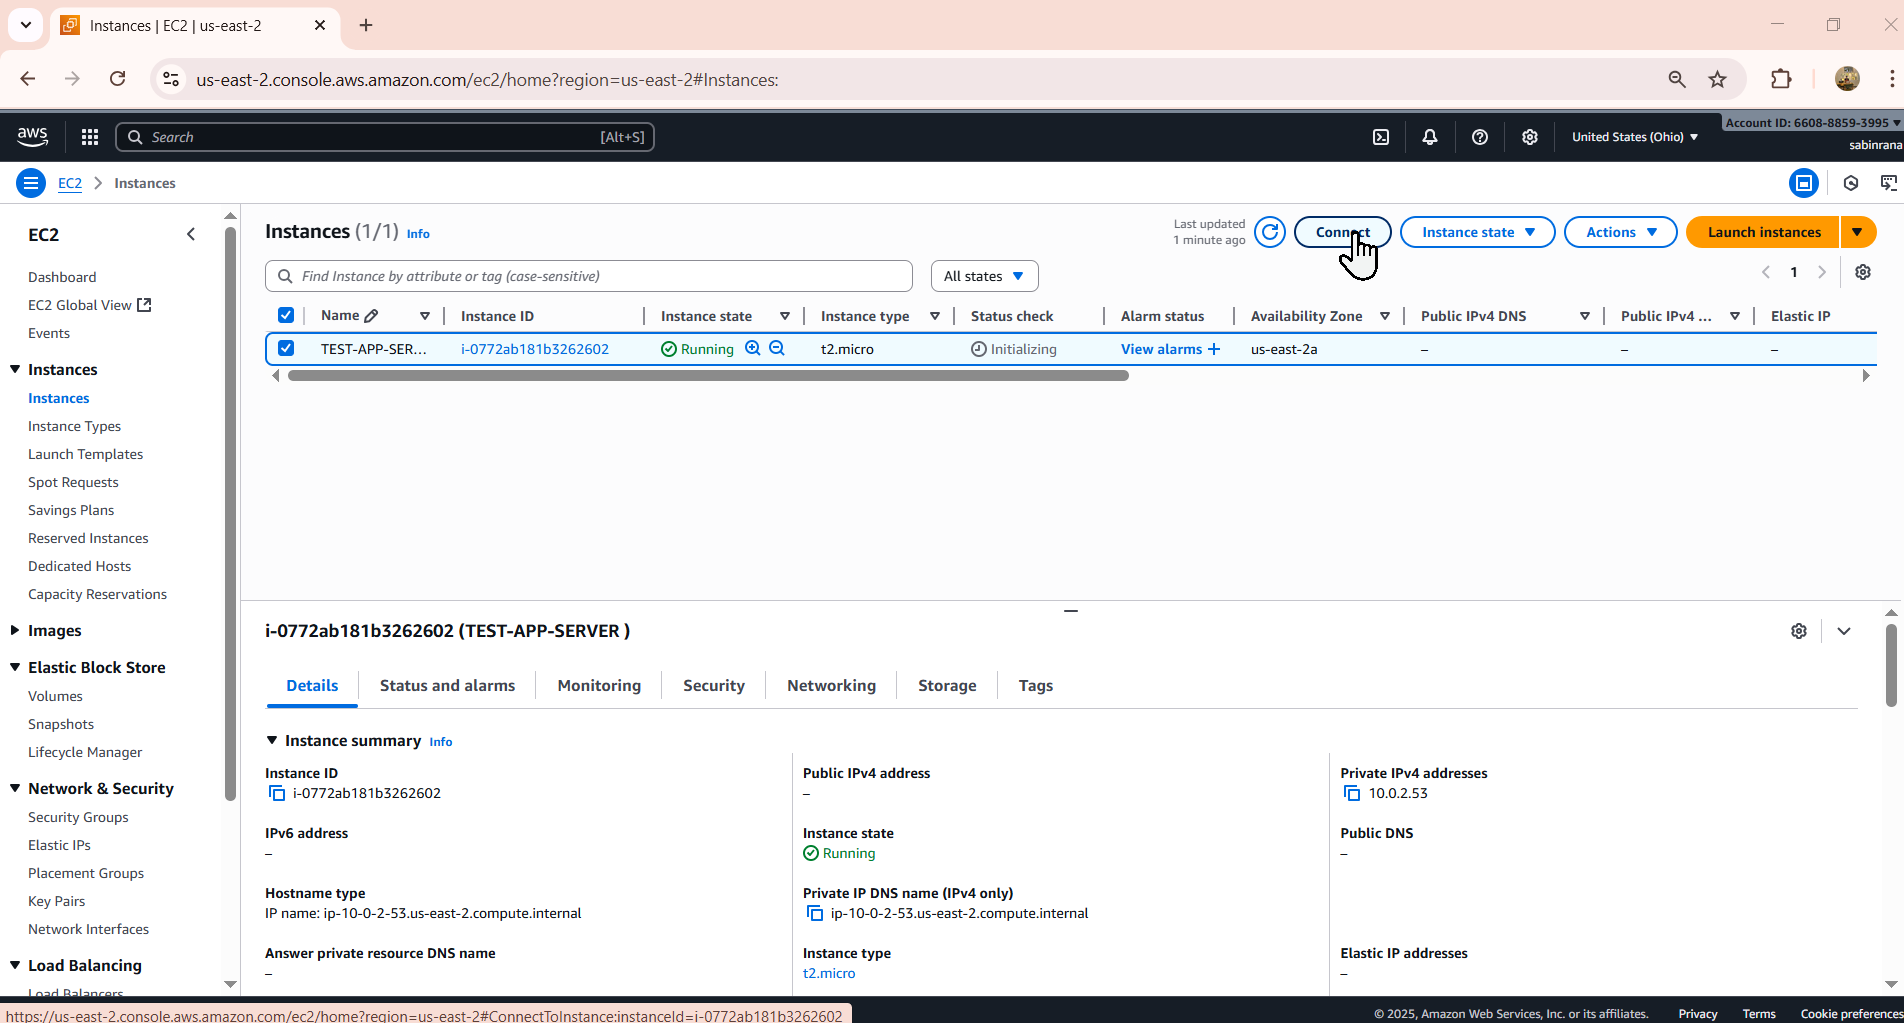 Instances | EC2 | us-east-2
us-east-2.console.aws.amazon.com/ec2/home?region=us-east-2#Instances:
aws
Search [Alt+S]
United States (Ohio)
Account ID: 6608-8859-3995
sabinrana
EC2 Instances
EC2
Dashboard
EC2 Global View
Events
Instances
Instances
Instance Types
Launch Templates
Spot Requests
Savings Plans
Reserved Instances
Dedicated Hosts
Capacity Reservations
Images
Elastic Block Store
Volumes
Snapshots
Lifecycle Manager
Network & Security
Security Groups
Elastic IPs
Placement Groups
Key Pairs
Network Interfaces
Load Balancing
Load Balancers
Instances (1/1) Info
Last updated
1 minute ago
Connect
Instance state
Actions
Launch instances
Find Instance by attribute or tag (case-sensitive)
All states
1
Name Instance ID Instance state Instance type Status check Alarm status Availability Zone Public IPv4 DNS Public IPv4 ... Elastic IP
TEST-APP-SER... i-0772ab181b3262602 Running t2.micro Initializing View alarms + us-east-2a – – –
i-0772ab181b3262602 (TEST-APP-SERVER )
Details Status and alarms Monitoring Security Networking Storage Tags
Instance summary Info
Instance ID
i-0772ab181b3262602
Public IPv4 address
–
Private IPv4 addresses
10.0.2.53
IPv6 address
–
Instance state
Running
Public DNS
–
Hostname type
IP name: ip-10-0-2-53.us-east-2.compute.internal
Private IP DNS name (IPv4 only)
ip-10-0-2-53.us-east-2.compute.internal
Answer private resource DNS name
–
Instance type
t2.micro
Elastic IP addresses
–
https://us-east-2.console.aws.amazon.com/ec2/home?region=us-east-2#ConnectToInstance:instanceId=i-0772ab181b3262602
© 2025, Amazon Web Services, Inc. or its affiliates. Privacy Terms Cookie preferences